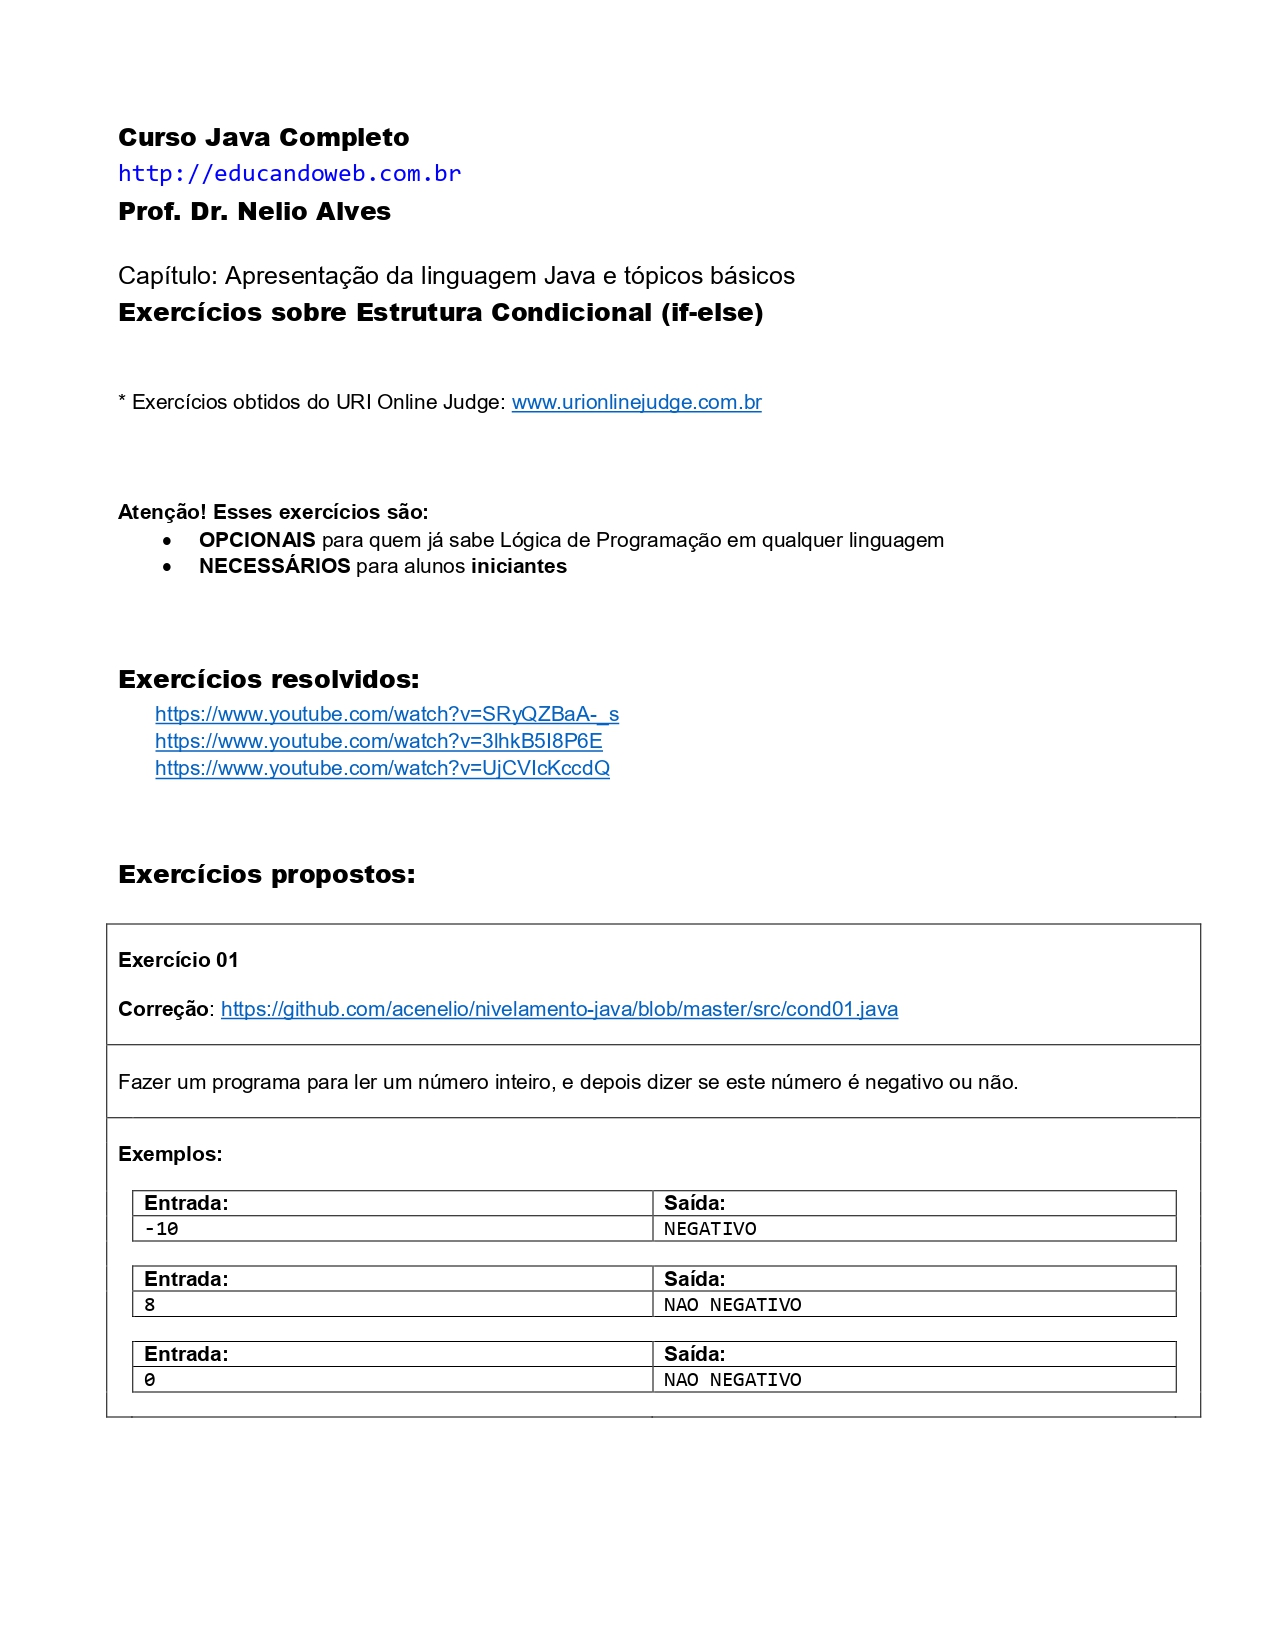 Curso Java Completo
http://educandoweb.com.br
Prof. Dr. Nelio Alves
Capítulo: Apresentação da linguagem Java e tópicos básicos
Exercícios sobre Estrutura Condicional (if-else)
* Exercícios obtidos do URI Online Judge: www.urionlinejudge.com.br
Atenção! Esses exercícios são:
• OPCIONAIS para quem já sabe Lógica de Programação em qualquer linguagem
• NECESSÁRIOS para alunos iniciantes
Exercícios resolvidos:
https://www.youtube.com/watch?v=SRyQZBaA-_s
https://www.youtube.com/watch?v=3lhkB5I8P6E
https://www.youtube.com/watch?v=UjCVIcKccdQ
Exercícios propostos:
Exercício 01
Correção: https://github.com/acenelio/nivelamento-java/blob/master/src/cond01.java
Fazer um programa para ler um número inteiro, e depois dizer se este número é negativo ou não.
Exemplos:
Entrada: Saída:
-10 NEGATIVO
Entrada: Saída:
8 NAO NEGATIVO
Entrada: Saída:
0 NAO NEGATIVO